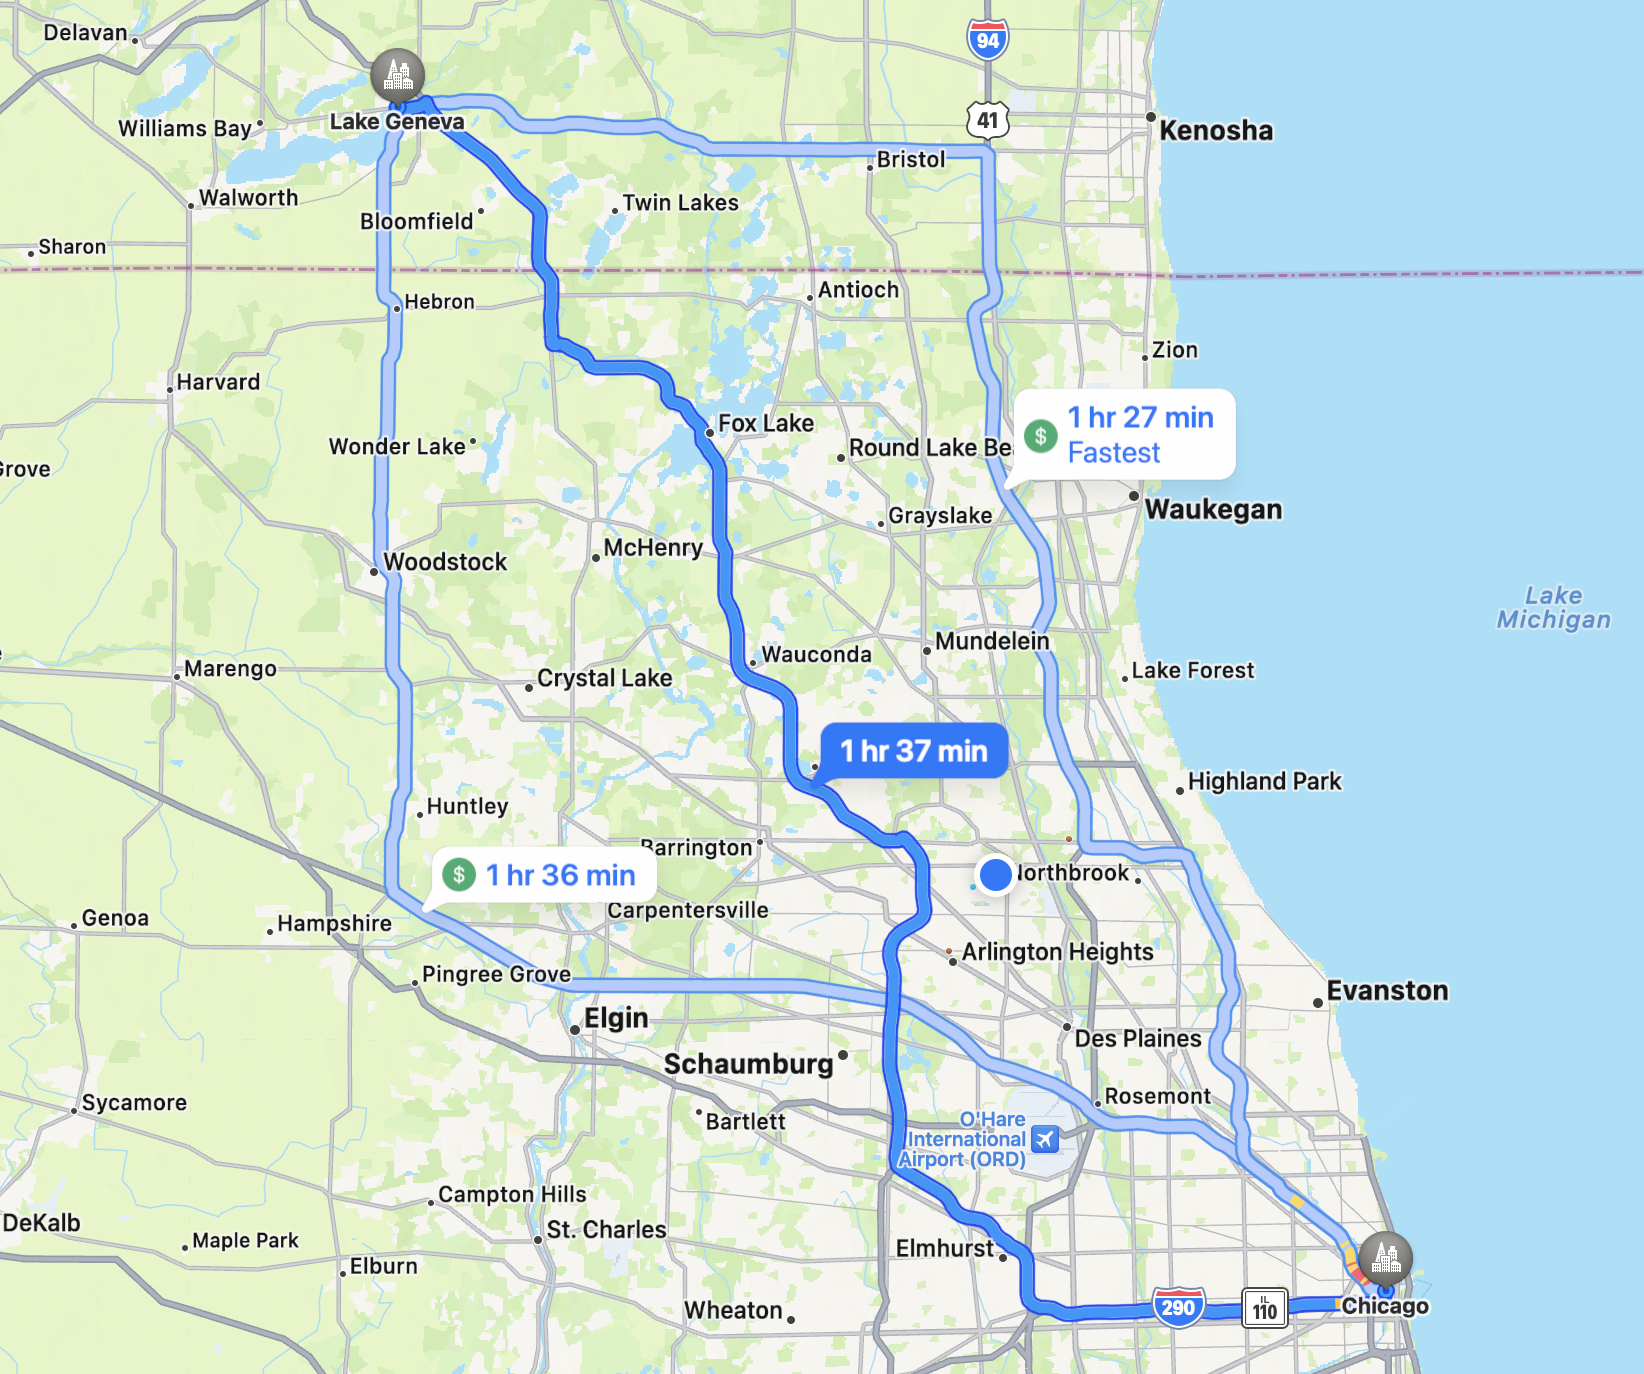 Delavan
94
Lake Geneva
41
Williams Bay
Kenosha
Bristol
Walworth
Twin Lakes
Bloomfield
Sharon
Antioch
Hebron
Zion
Harvard
1 hr 27 min
$
Fastest
Fox Lake
Wonder Lake
Round Lake Be
Grove
Waukegan
Grayslake
McHenry
Woodstock
Lake
Michigan
Mundelein
Wauconda
Marengo
Lake Forest
Crystal Lake
1 hr 37 min
Highland Park
Huntley
Barrington
$ 1 hr 36 min
Northbrook
Carpentersville
Genoa
Hampshire
Arlington Heights
Pingree Grove
Evanston
Elgin
Des Plaines
Schaumburg
Rosemont
Sycamore
Bartlett
O'Hare
International
Airport (ORD)
Campton Hills
DeKalb
St. Charles
Maple Park
Elmhurst
Elburn
Wheaton
290
IL
110
Chicago